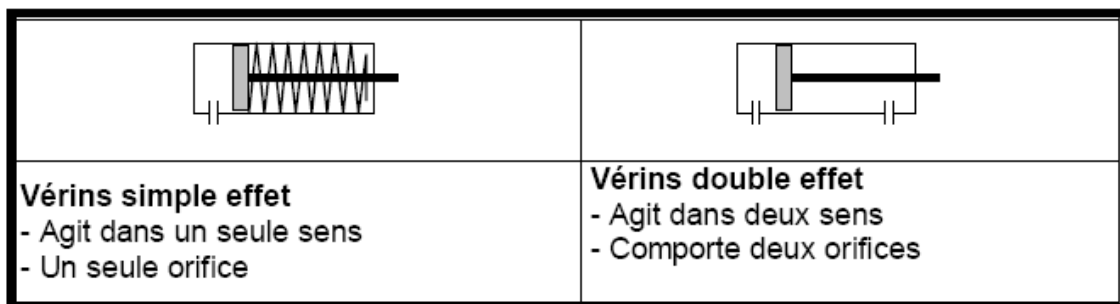 Vérins simple effet
- Agit dans un seule sens
- Un seule orifice
Vérins double effet
- Agit dans deux sens
- Comporte deux orifices